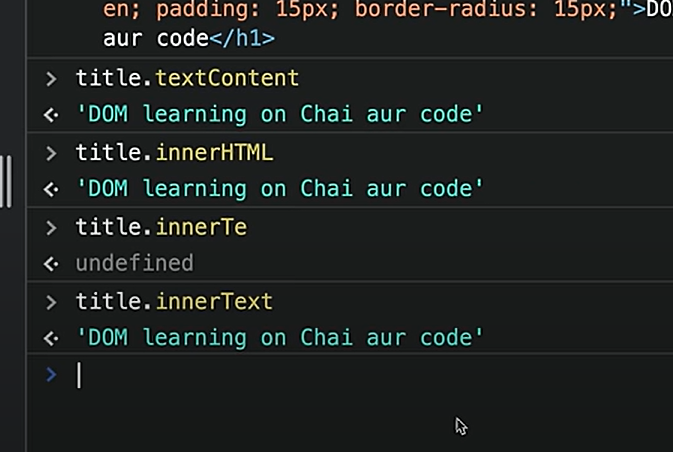 en; padding: 15px; border-radius: 15px;">DO
aur code</h1>
> title.textContent
<· 'DOM learning on Chai aur code'
> title.innerHTML
<· 'DOM learning on Chai aur code'
> title.innerTe
<· undefined
> title.innerText
<· 'DOM learning on Chai aur code'
>